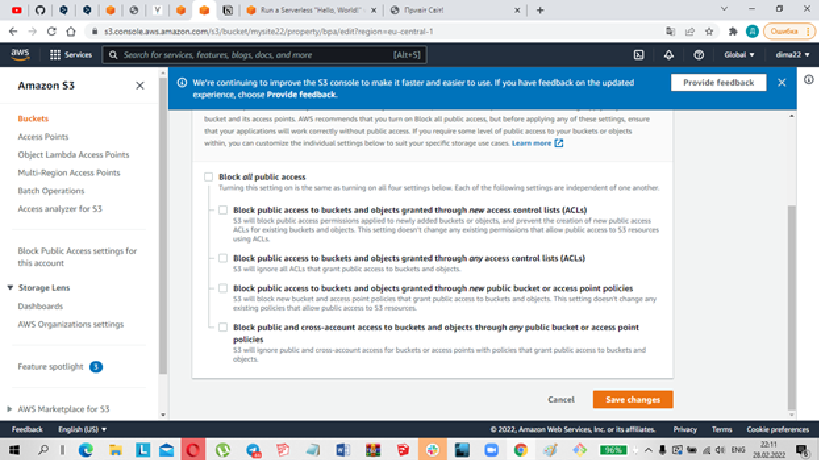 Run a Serverless "Hello, World!"
Привіт Світ!
s3.console.aws.amazon.com/s3/bucket/mysite22/property/bpa/edit?region=eu-central-1
Ошибка
aws
Services
Search for services, features, blogs, docs, and more
[Alt+S]
Global
dima22
Amazon S3
Buckets
Access Points
Object Lambda Access Points
Multi-Region Access Points
Batch Operations
Access analyzer for S3
Block Public Access settings for
this account
Storage Lens
Dashboards
AWS Organizations settings
Feature spotlight 3
AWS Marketplace for S3
We're continuing to improve the S3 console to make it faster and easier to use. If you have feedback on the updated
experience, choose Provide feedback.
Provide feedback
bucket and its access points. AWS recommends that you turn on Block all public access, but before applying any of these settings, ensure
that your applications will work correctly without public access. If you require some level of public access to your buckets or objects
within, you can customize the individual settings below to suit your specific storage use cases. Learn more
Block all public access
Turning this setting on is the same as turning on all four settings below. Each of the following settings are independent of one another.
Block public access to buckets and objects granted through new access control lists (ACLs)
S3 will block public access permissions applied to newly added buckets or objects, and prevent the creation of new public access
ACLs for existing buckets and objects. This setting doesn't change any existing permissions that allow public access to S3 resources
using ACLs.
Block public access to buckets and objects granted through any access control lists (ACLs)
S3 will ignore all ACLs that grant public access to buckets and objects.
Block public access to buckets and objects granted through new public bucket or access point policies
S3 will block new bucket and access point policies that grant public access to buckets and objects. This setting doesn't change any
existing policies that allow public access to S3 resources.
Block public and cross-account access to buckets and objects through any public bucket or access point
policies
S3 will ignore public and cross-account access for buckets or access points with policies that grant public access to buckets and
objects.
Cancel
Save changes
Feedback
English (US)
© 2022, Amazon Web Services, Inc. or its affiliates.
Privacy
Terms
Cookie preferences
96%
ENG
22:11
28.02.2022